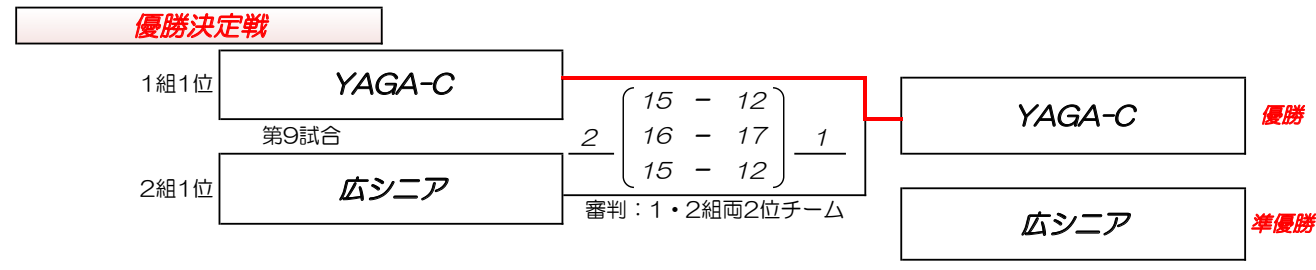 優勝決定戦
1組1位 YAGA-C
第9試合
2組1位 広シニア
2 15 - 12 1
16 - 17
15 - 12
審判：1・2組両2位チーム
YAGA-C 優勝
広シニア 準優勝